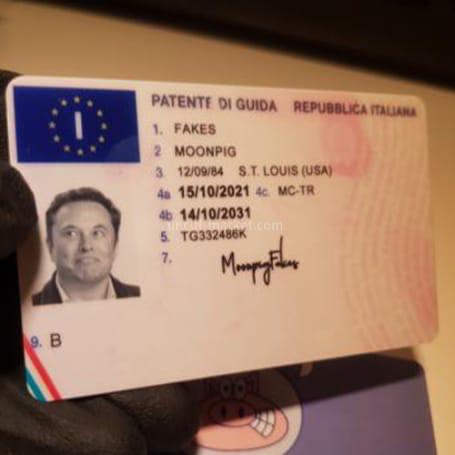 PATENTE DI GUIDA REPUBBLICA ITALIANA
I
1. FAKES
2 MOONPIG
3. 12/09/84 S.T. LOUIS (USA)
4a 15/10/2021 4c. MC-TR
4b 14/10/2031
5. TG332486K
7.
MoonpigFakes
9. B